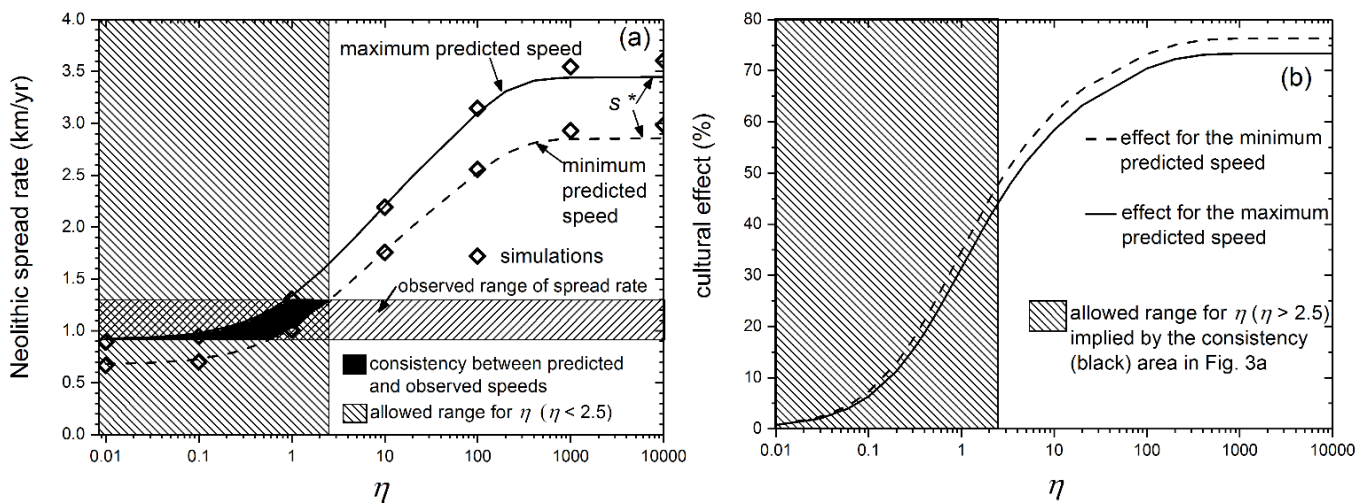 (a)
4.0
3.5
3.0
2.5
2.0
1.5
1.0
0.5
0.0
Neolithic spread rate (km/yr)
maximum predicted speed
s *
minimum
predicted
speed
simulations
observed range of spread rate
consistency between predicted
and observed speeds
allowed range for η (η < 2.5)
0.01 0.1 1 10 100 1000 10000
η
(b)
80
70
60
50
40
30
20
10
0
cultural effect (%)
effect for the minimum
predicted speed
effect for the maximum
predicted speed
allowed range for η (η > 2.5)
implied by the consistency
(black) area in Fig. 3a
0.01 0.1 1 10 100 1000 10000
η